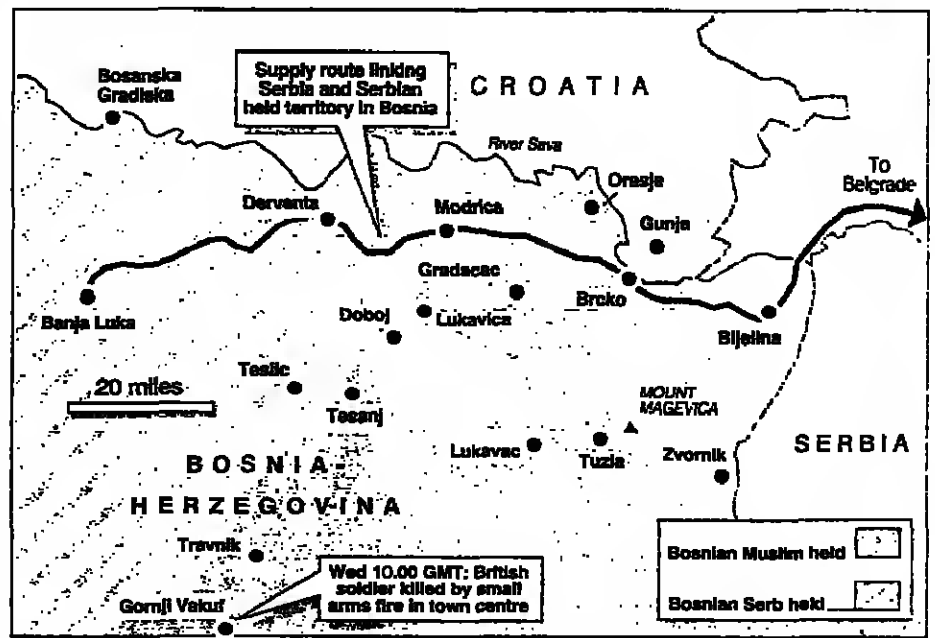 Bosanska
Gradiska
Supply route linking
Serbia and Serbian
held territory in Bosnia
CROATIA
River Sava
To
Belgrade
Orasje
Dervanta
Modrica
Gunja
Gradacac
Brcko
Banja Luka
Doboj
Lukavica
Bijelina
Teslic
20 miles
Tesanj
MOUNT
MAGEVICA
Lukavac
Tuzla
Zvornik
SERBIA
BOSNIA-
HERZEGOVINA
Travnik
Bosnian Muslim held
Wed 10.00 GMT: British
soldier killed by small
arms fire in town centre
Gornji Vakuf
Bosnian Serb held